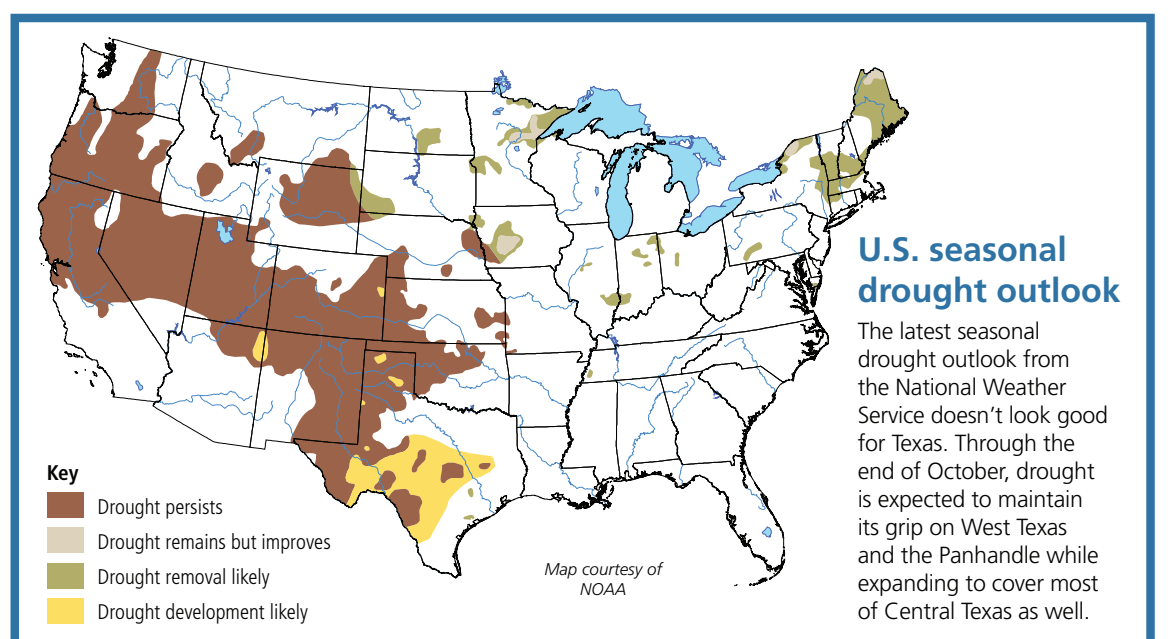 U.S. seasonal
drought outlook
The latest seasonal
drought outlook from
the National Weather
Service doesn't look good
for Texas. Through the
end of October, drought
is expected to maintain
its grip on West Texas
and the Panhandle while
expanding to cover most
of Central Texas as well.
Key
Drought persists
Drought remains but improves
Drought removal likely
Drought development likely
Map courtesy of
NOAA